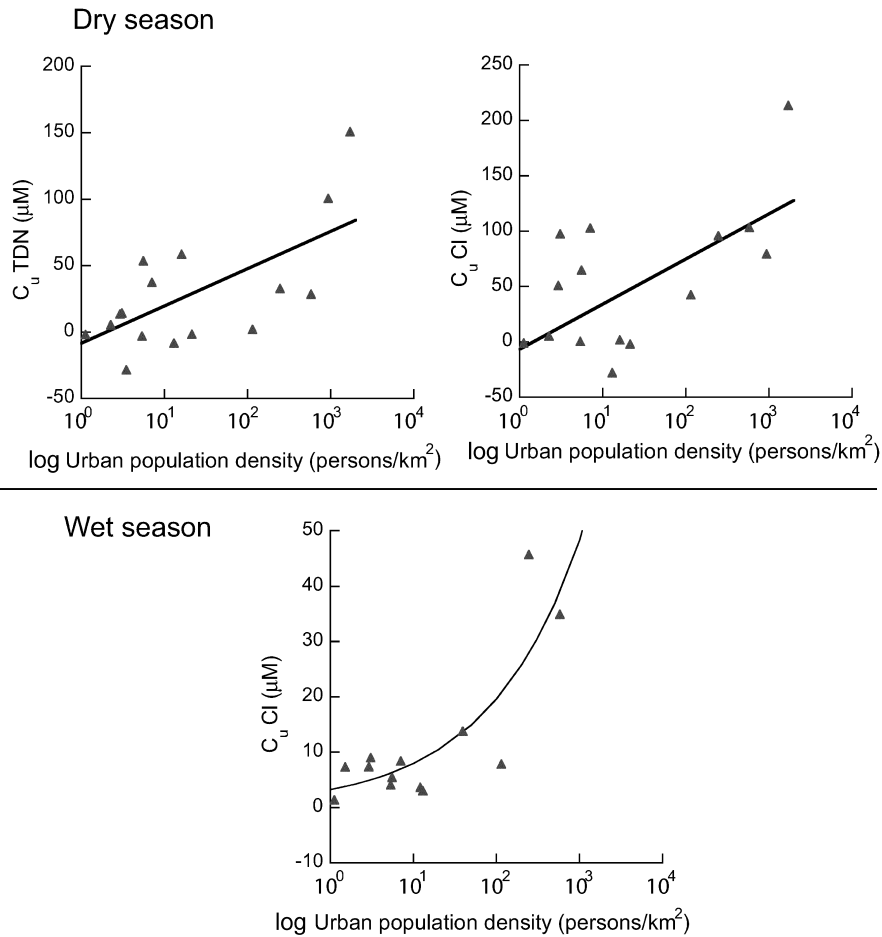 Dry season
200
150
100
50
0
-50
C_u TDN (μM)
10^0 10^1 10^2 10^3 10^4
log Urban population density (persons/km^2)
250
200
150
100
50
0
-50
C_u Cl (μM)
10^0 10^1 10^2 10^3 10^4
log Urban population density (persons/km^2)
Wet season
50
40
30
20
10
0
-10
C_u Cl (μM)
10^0 10^1 10^2 10^3 10^4
log Urban population density (persons/km^2)